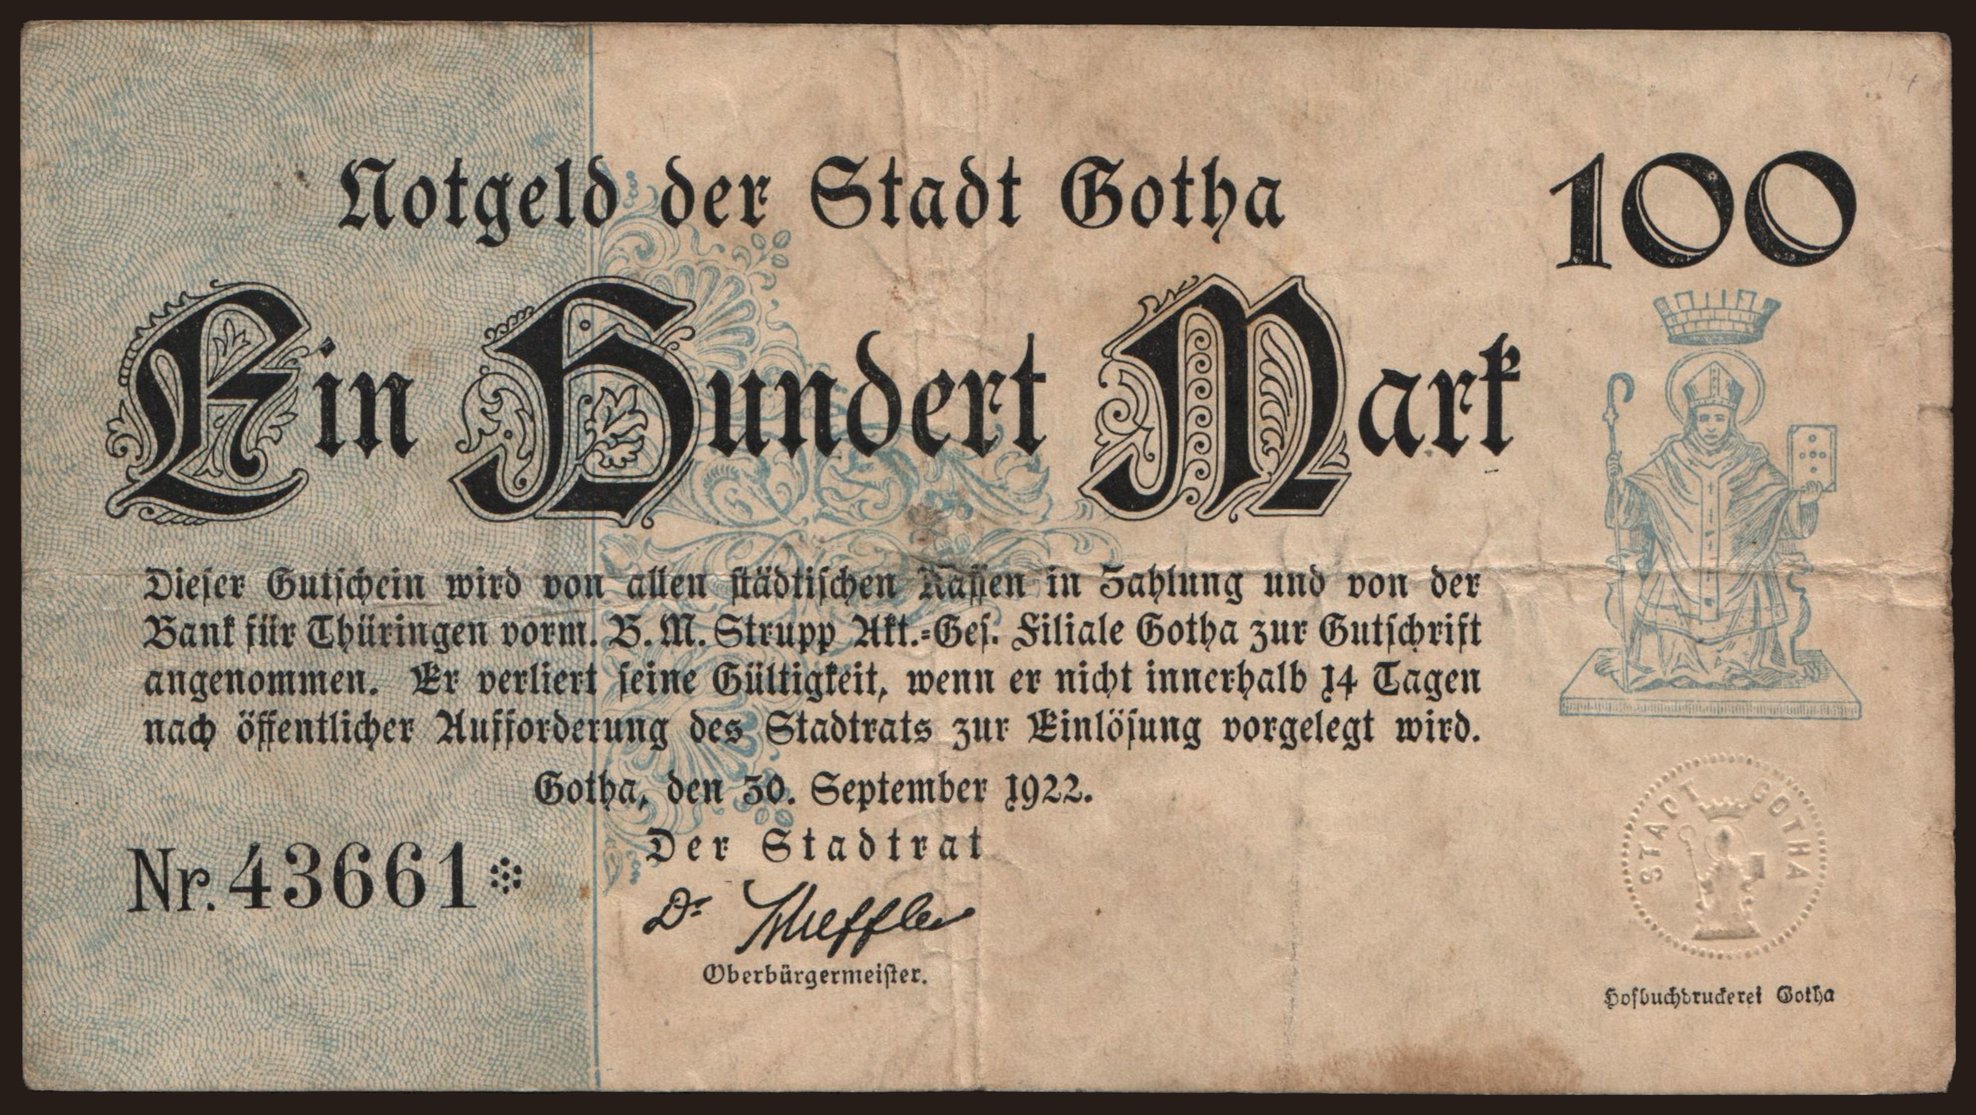 Notgeld der Stadt Gotha
100
Ein Hundert Mark
Dieser Gutschein wird von allen städtischen Kassen in Zahlung und von der
Bank für Thüringen vorm. B. M. Strupp Akt.-Ges. Filiale Gotha zur Gutschrift
angenommen. Er verliert seine Gültigkeit, wenn er nicht innerhalb 14 Tagen
nach öffentlicher Aufforderung des Stadtrats zur Einlösung vorgelegt wird.
Gotha, den 30. September 1922.
Der Stadtrat
Nr. 43661*
Dr
Oberbürgermeister.
STADT GOTHA
Hofbuchdruckerei Gotha